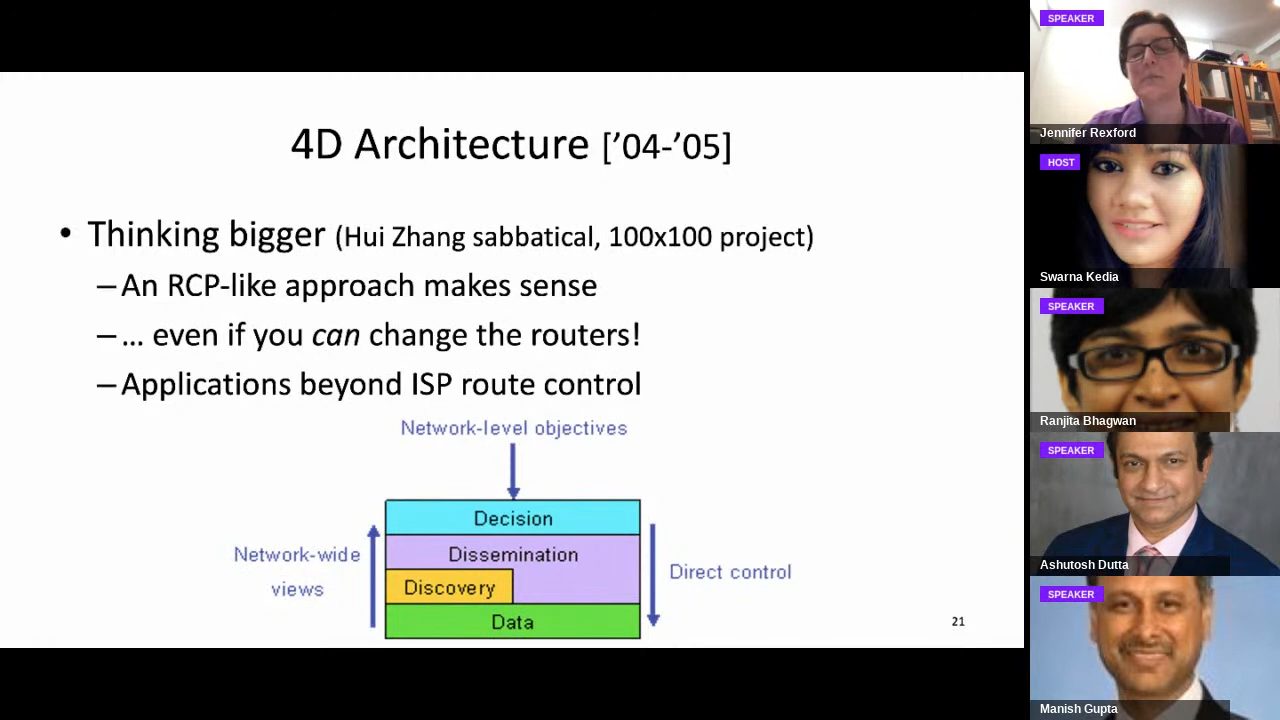 4D Architecture [’04-’05]
• Thinking bigger (Hui Zhang sabbatical, 100x100 project)
–An RCP-like approach makes sense
–... even if you can change the routers!
–Applications beyond ISP route control
Network-level objectives
Decision
Dissemination
Discovery
Data
Network-wide
views
Direct control
21
SPEAKER
Jennifer Rexford
HOST
Swarna Kedia
SPEAKER
Ranjita Bhagwan
SPEAKER
Ashutosh Dutta
SPEAKER
Manish Gupta